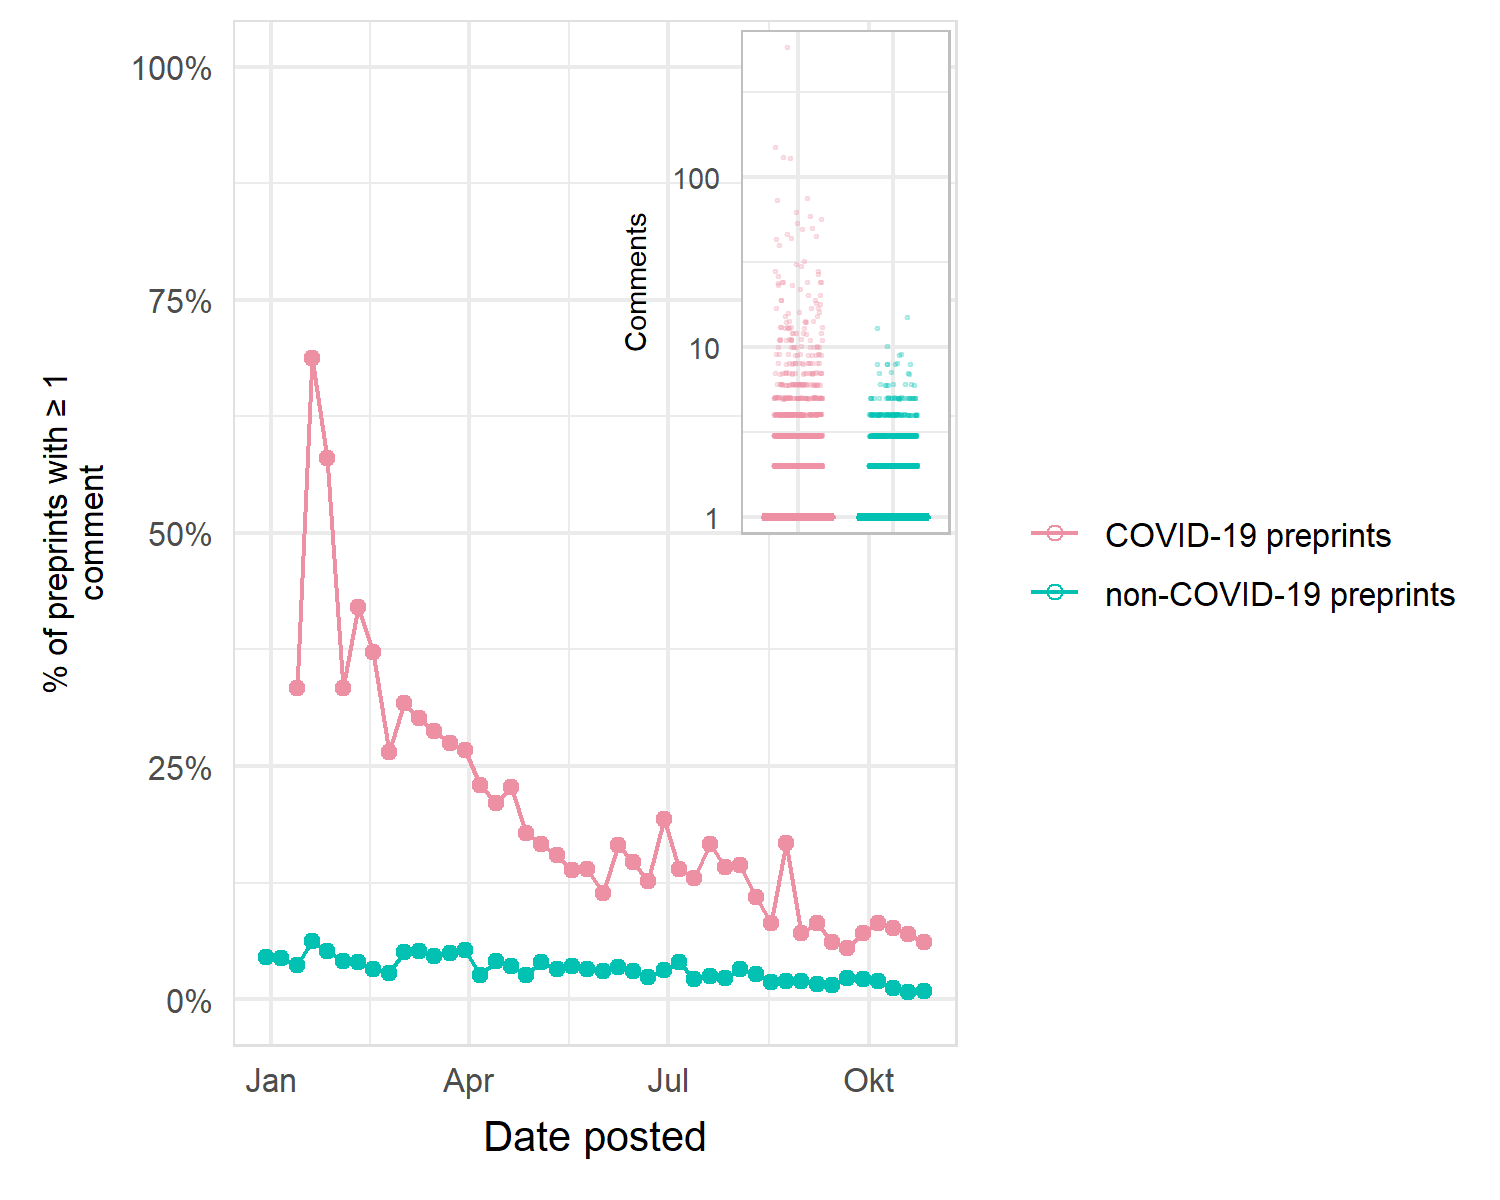 % of preprints with ≥ 1
comment
100%
75%
50%
25%
0%
Jan
Apr
Jul
Okt
Date posted
Comments
100
10
1
COVID-19 preprints
non-COVID-19 preprints